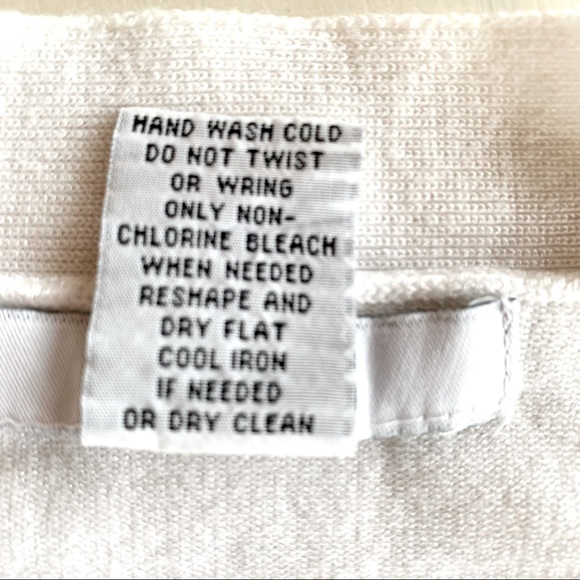 HAND WASH COLD
DO NOT TWIST
OR WRING
ONLY NON-
CHLORINE BLEACH
WHEN NEEDED
RESHAPE AND
DRY FLAT
COOL IRON
IF NEEDED
OR DRY CLEAN